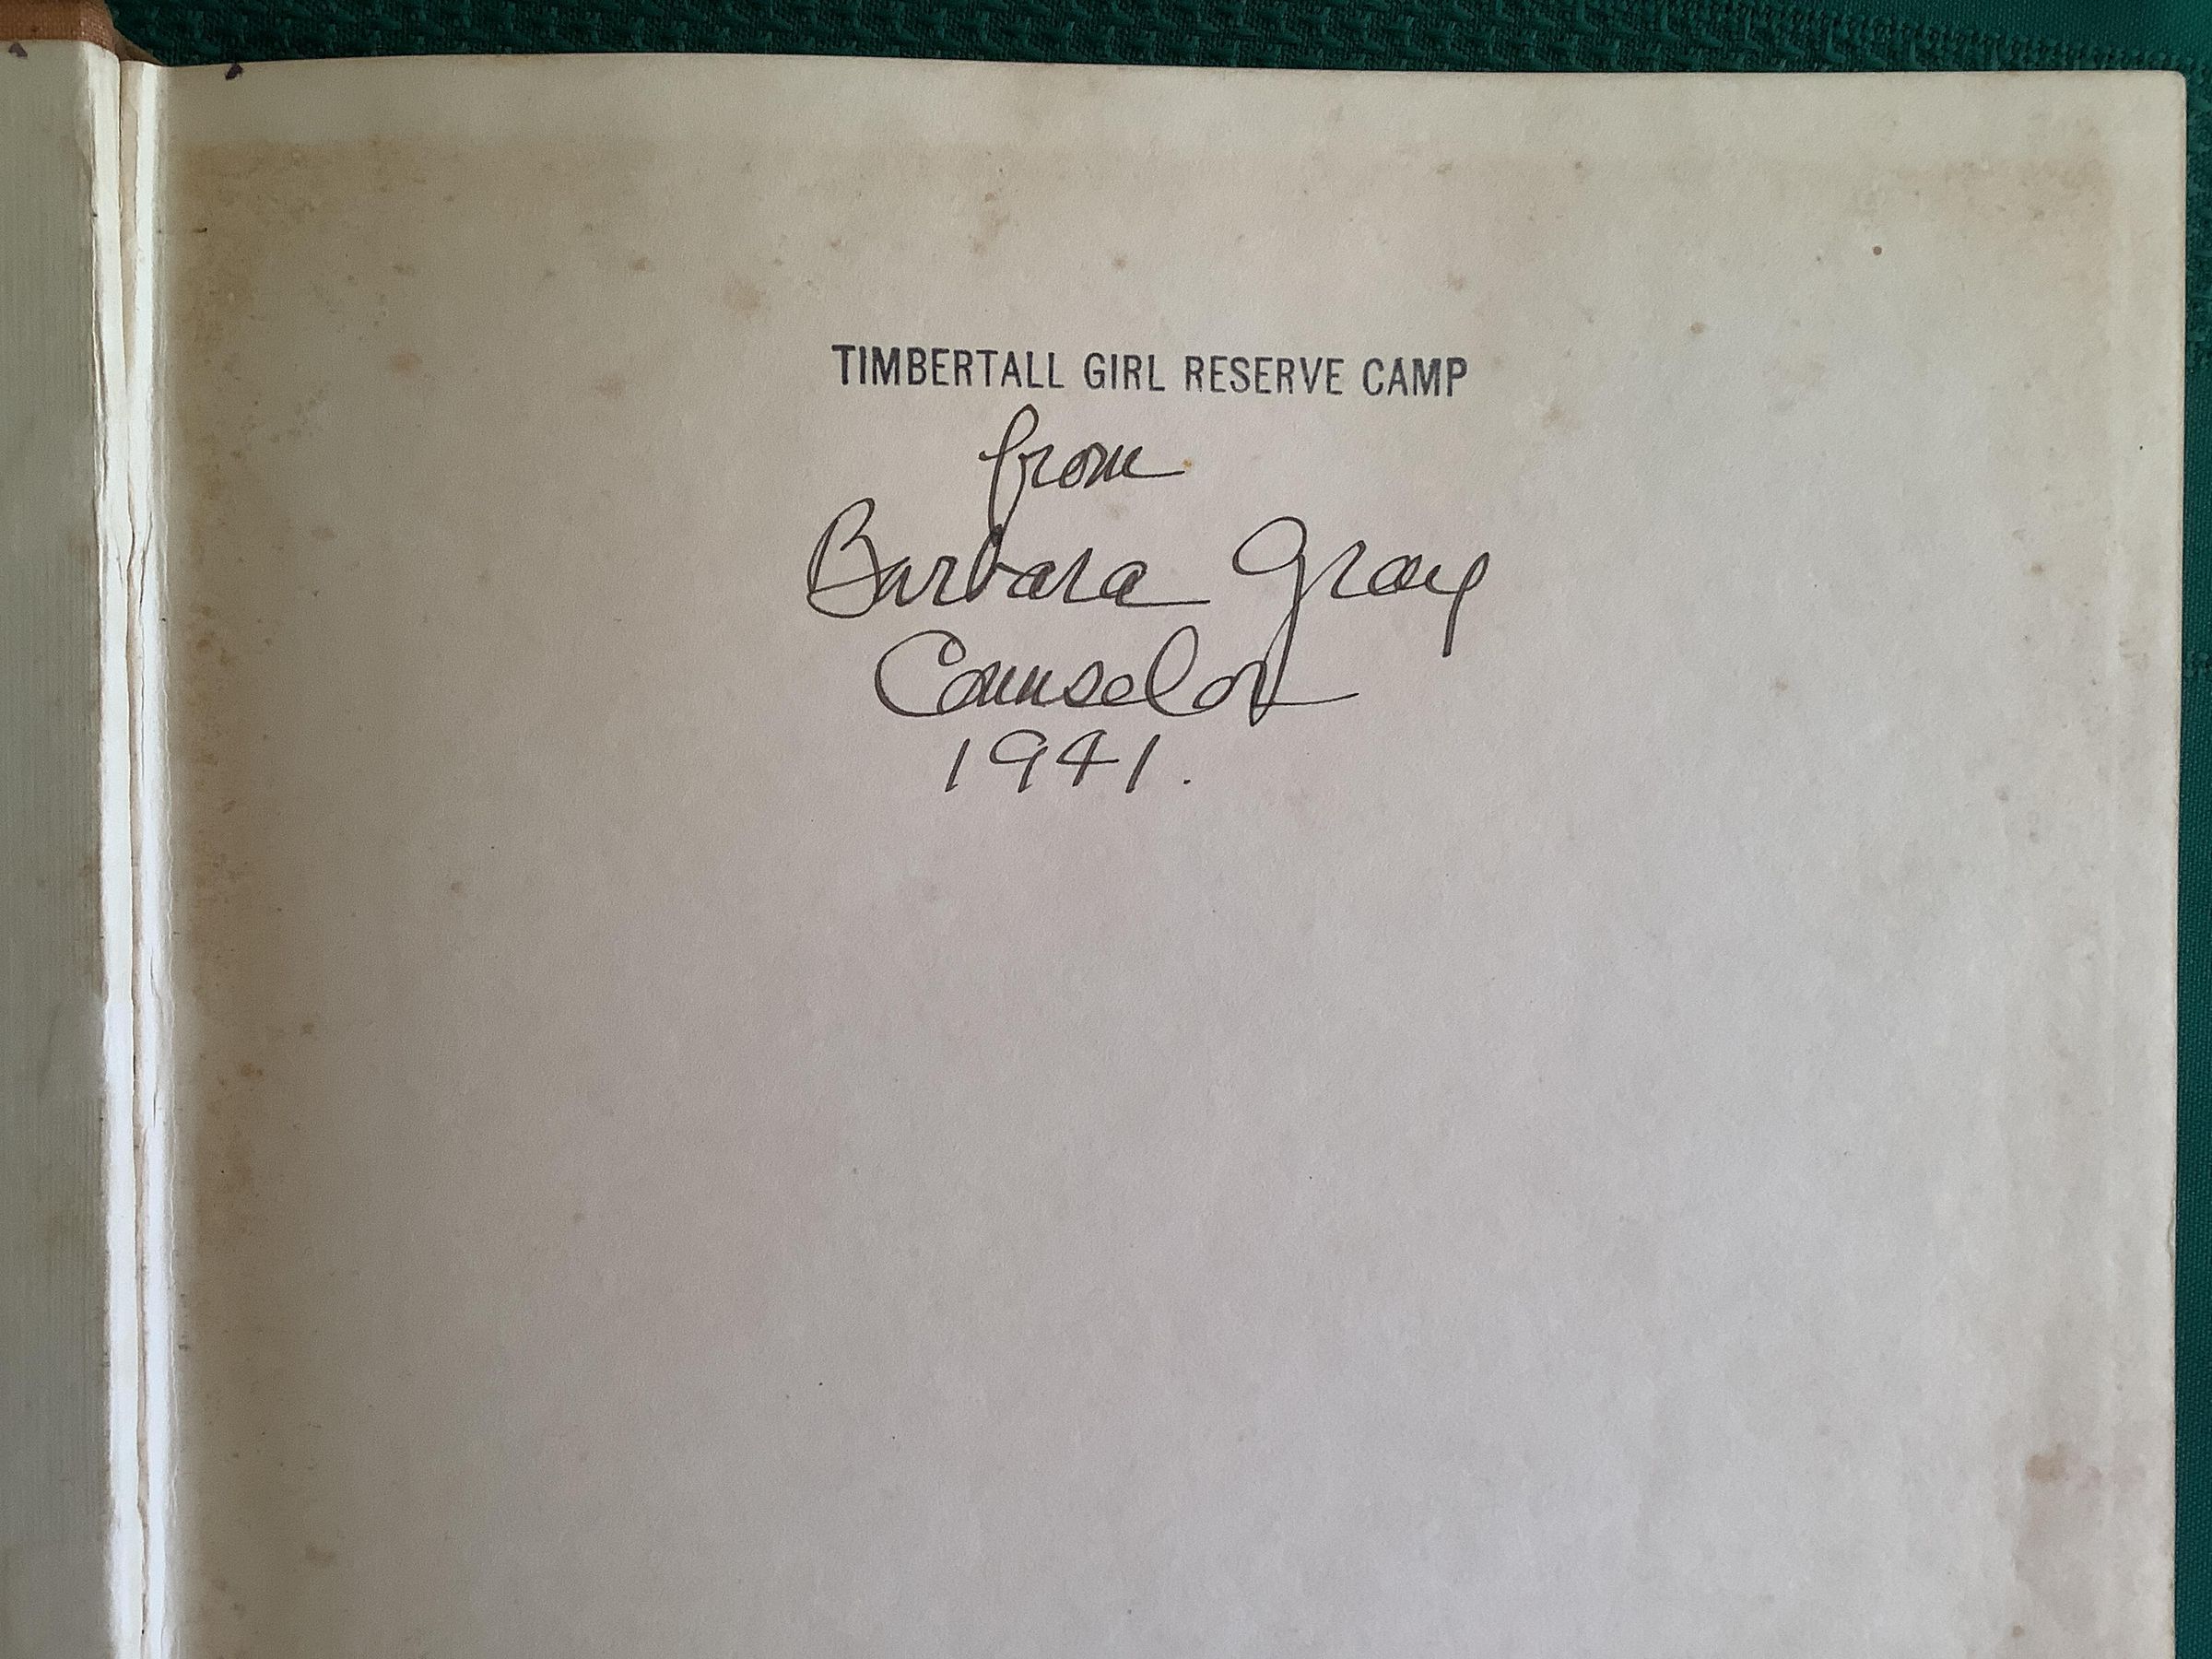 TIMBERTALL GIRL RESERVE CAMP
from
Barbara Gray
Counselor
1941.